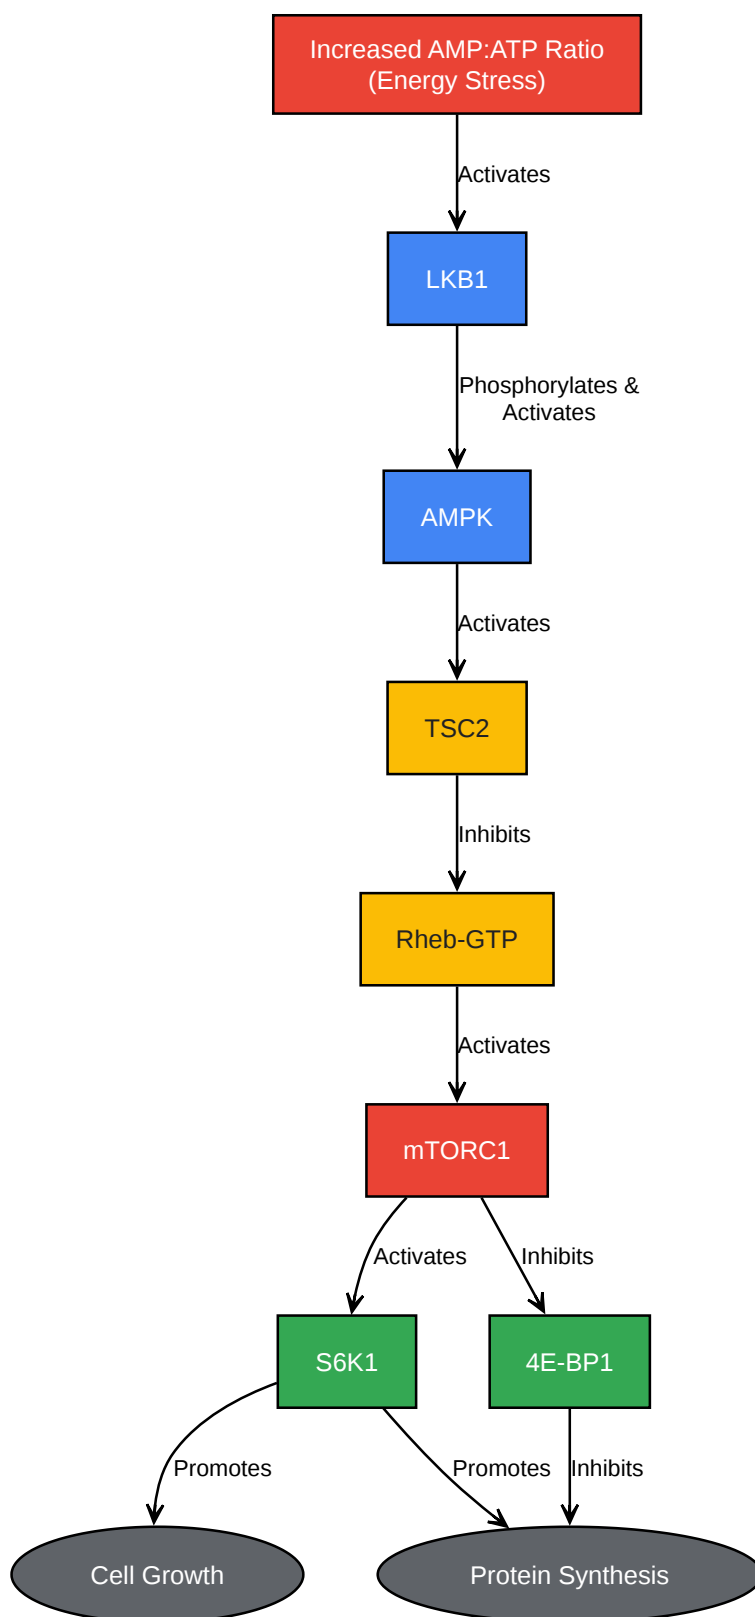 Increased AMP:ATP Ratio
(Energy Stress)
Activates
LKB1
Phosphorylates &
Activates
AMPK
Activates
TSC2
Inhibits
Rheb-GTP
Activates
mTORC1
Activates
Inhibits
S6K1
4E-BP1
Promotes
Promotes
Inhibits
Cell Growth
Protein Synthesis